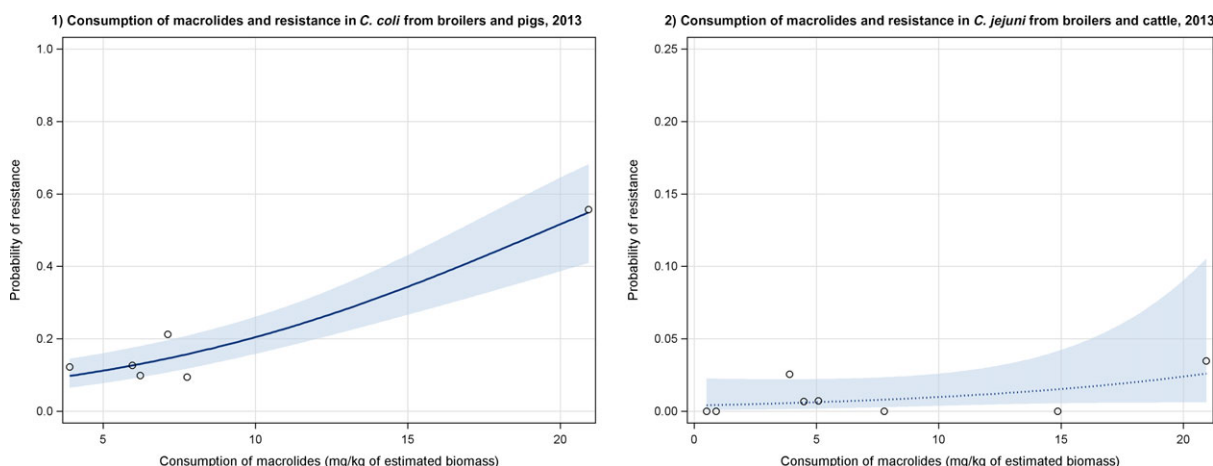 1) Consumption of macrolides and resistance in C. coli from broilers and pigs, 2013
1.0
0.8
0.6
0.4
0.2
0.0
Probability of resistance
5 10 15 20
Consumption of macrolides (mg/kg of estimated biomass)
2) Consumption of macrolides and resistance in C. jejuni from broilers and cattle, 2013
0.25
0.20
0.15
0.10
0.05
0.00
Probability of resistance
0 5 10 15 20
Consumption of macrolides (mg/kg of estimated biomass)